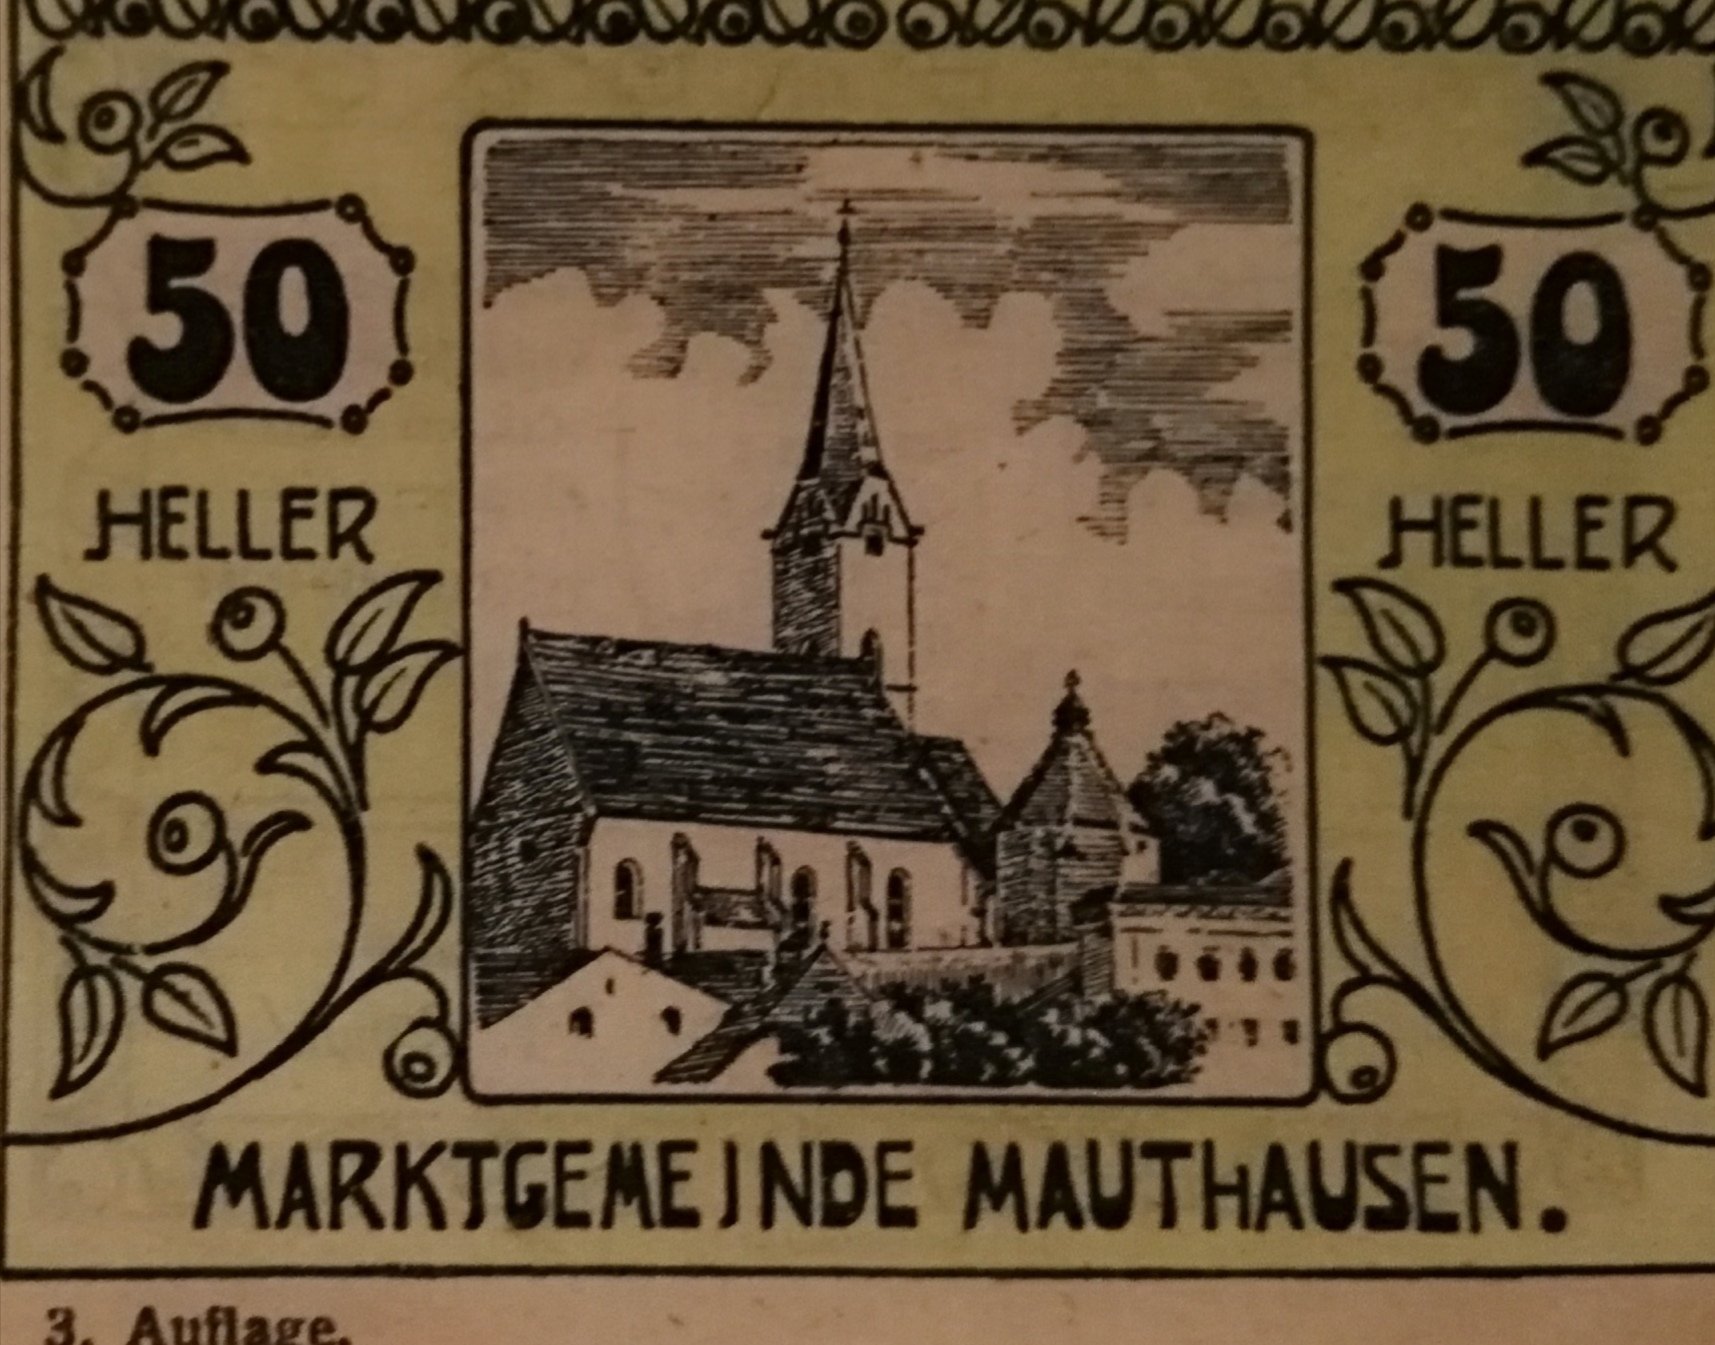 50 50
HELLER HELLER
MARKTGEMEINDE MAUTHAUSEN.
3. Auflage.